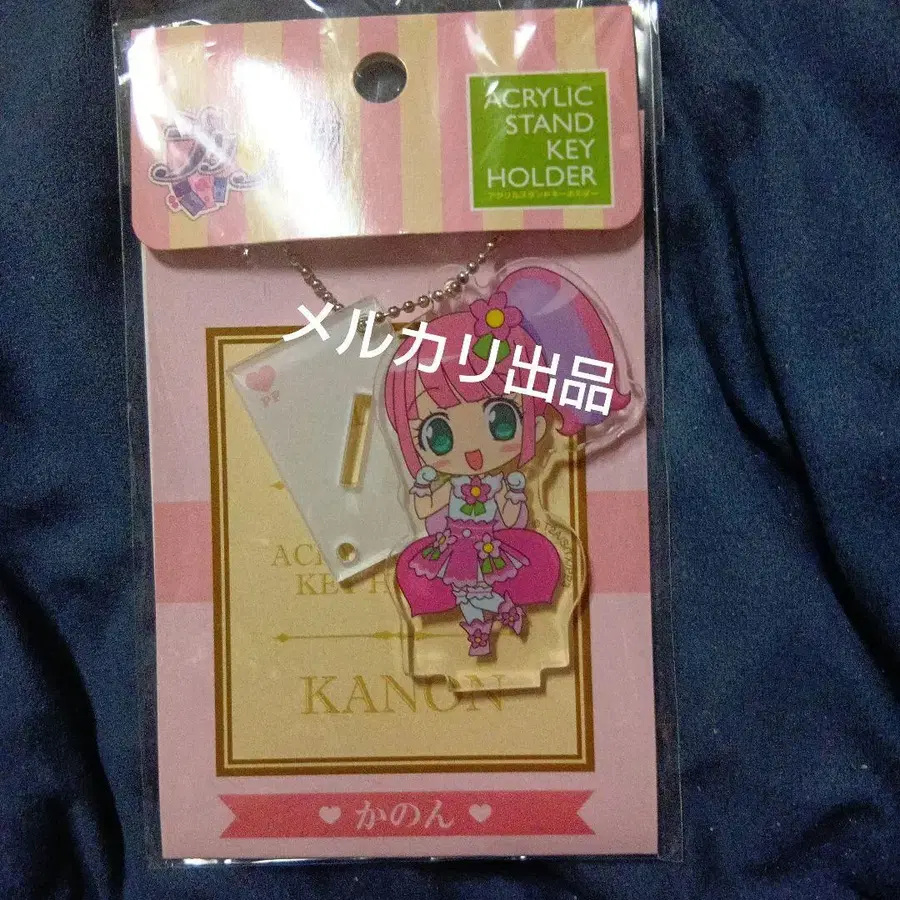 ACRYLIC
STAND
KEY
HOLDER
アクリルスタンドキーホルダー
メルカリ出品
PP
KANON
かのん